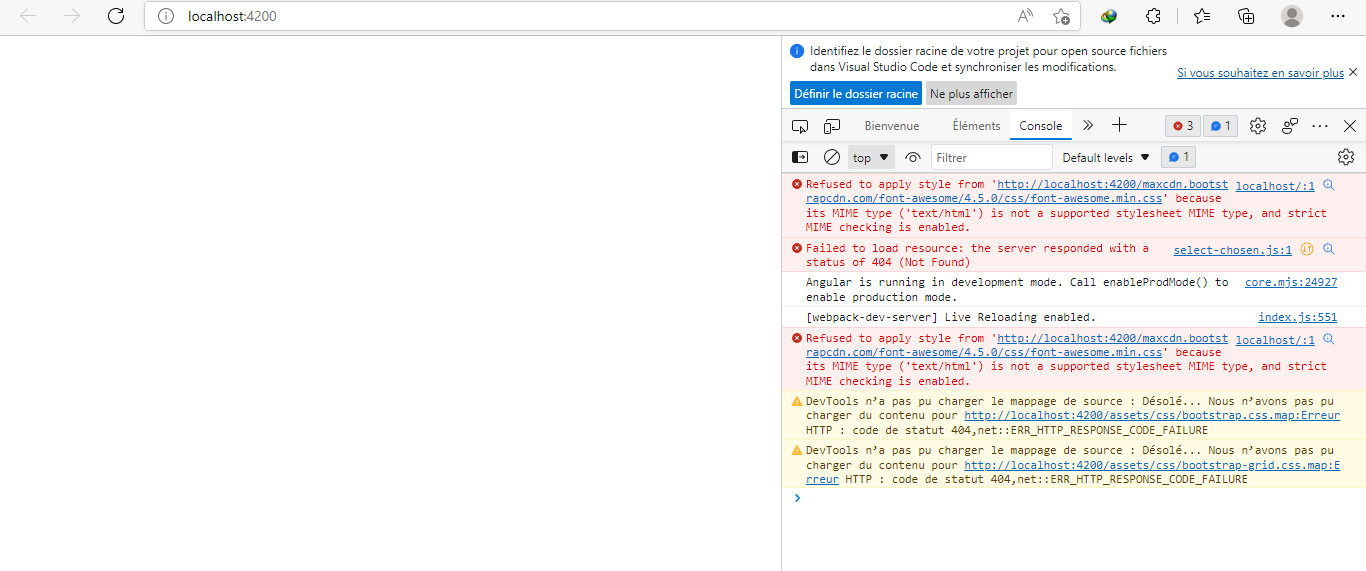 localhost:4200
Identifiez le dossier racine de votre projet pour open source fichiers
dans Visual Studio Code et synchroniser les modifications.
Si vous souhaitez en savoir plus
Définir le dossier racine
Ne plus afficher
Bienvenue
Éléments
Console
3
1
top
Filtrer
Default levels
1
Refused to apply style from 'http://localhost:4200/maxcdn.bootst
localhost/:1
rapcdn.com/font-awesome/4.5.0/css/font-awesome.min.css' because
its MIME type ('text/html') is not a supported stylesheet MIME type, and strict
MIME checking is enabled.
Failed to load resource: the server responded with a
select-chosen.js:1
status of 404 (Not Found)
Angular is running in development mode. Call enableProdMode() to
core.mjs:24927
enable production mode.
[webpack-dev-server] Live Reloading enabled.
index.js:551
Refused to apply style from 'http://localhost:4200/maxcdn.bootst
localhost/:1
rapcdn.com/font-awesome/4.5.0/css/font-awesome.min.css' because
its MIME type ('text/html') is not a supported stylesheet MIME type, and strict
MIME checking is enabled.
DevTools n’a pas pu charger le mappage de source : Désolé... Nous n’avons pas pu
charger du contenu pour http://localhost:4200/assets/css/bootstrap.css.map:Erreur
HTTP : code de statut 404,net::ERR_HTTP_RESPONSE_CODE_FAILURE
DevTools n’a pas pu charger le mappage de source : Désolé... Nous n’avons pas pu
charger du contenu pour http://localhost:4200/assets/css/bootstrap-grid.css.map:E
rreur HTTP : code de statut 404,net::ERR_HTTP_RESPONSE_CODE_FAILURE